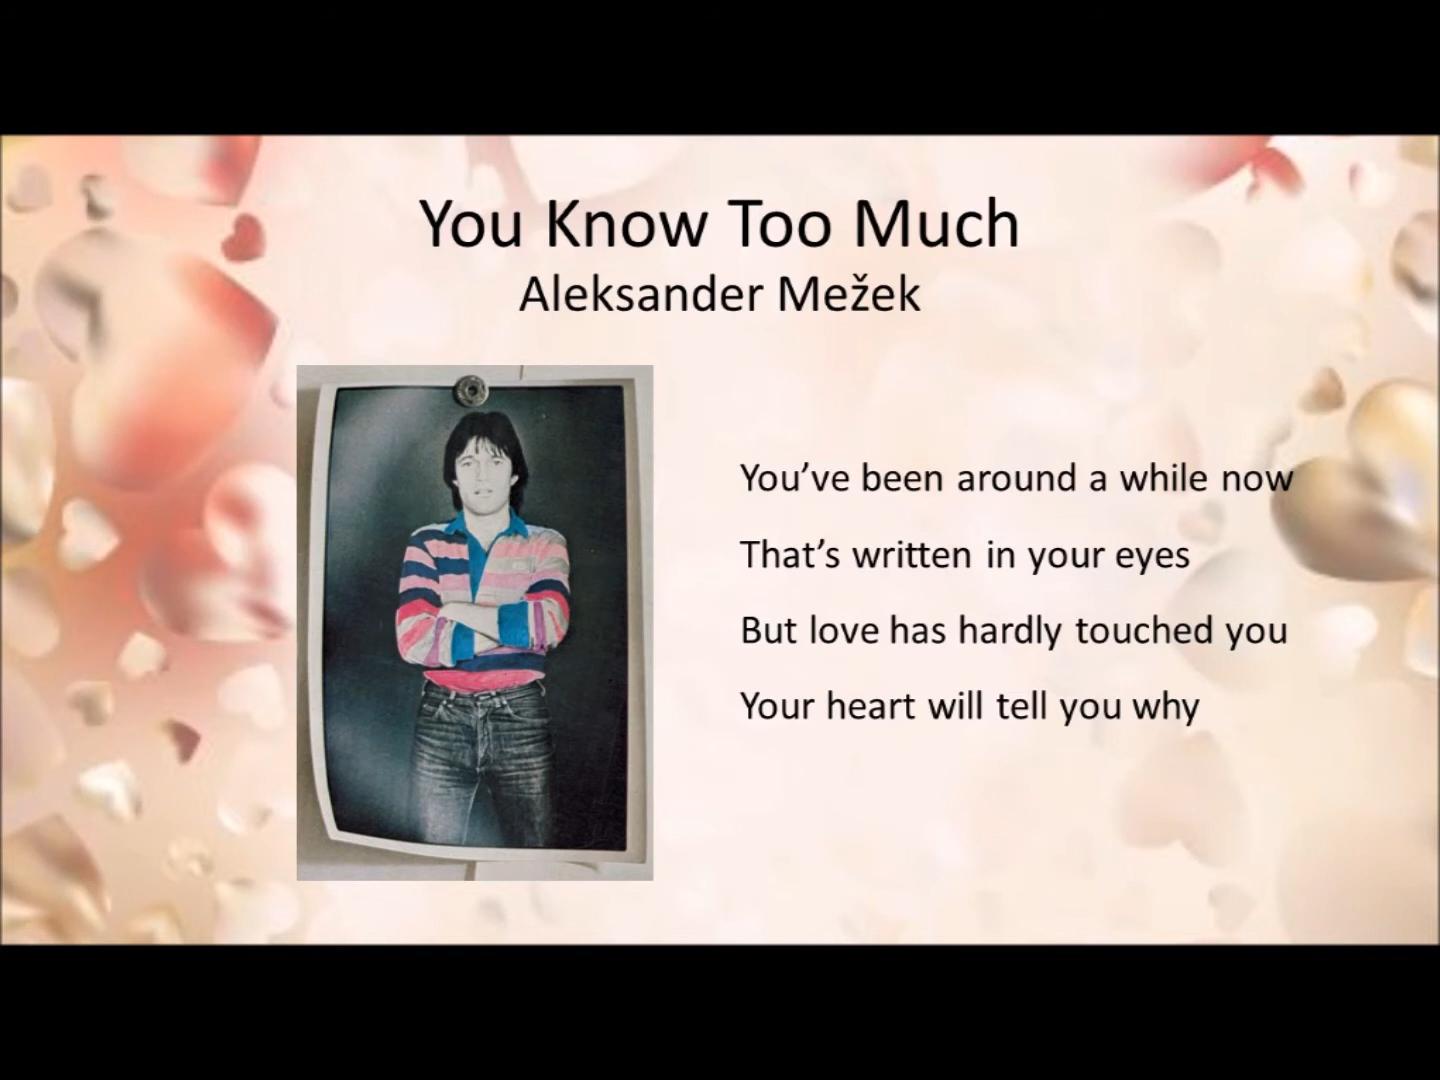 You Know Too Much
Aleksander Mežek
You’ve been around a while now
That’s written in your eyes
But love has hardly touched you
Your heart will tell you why